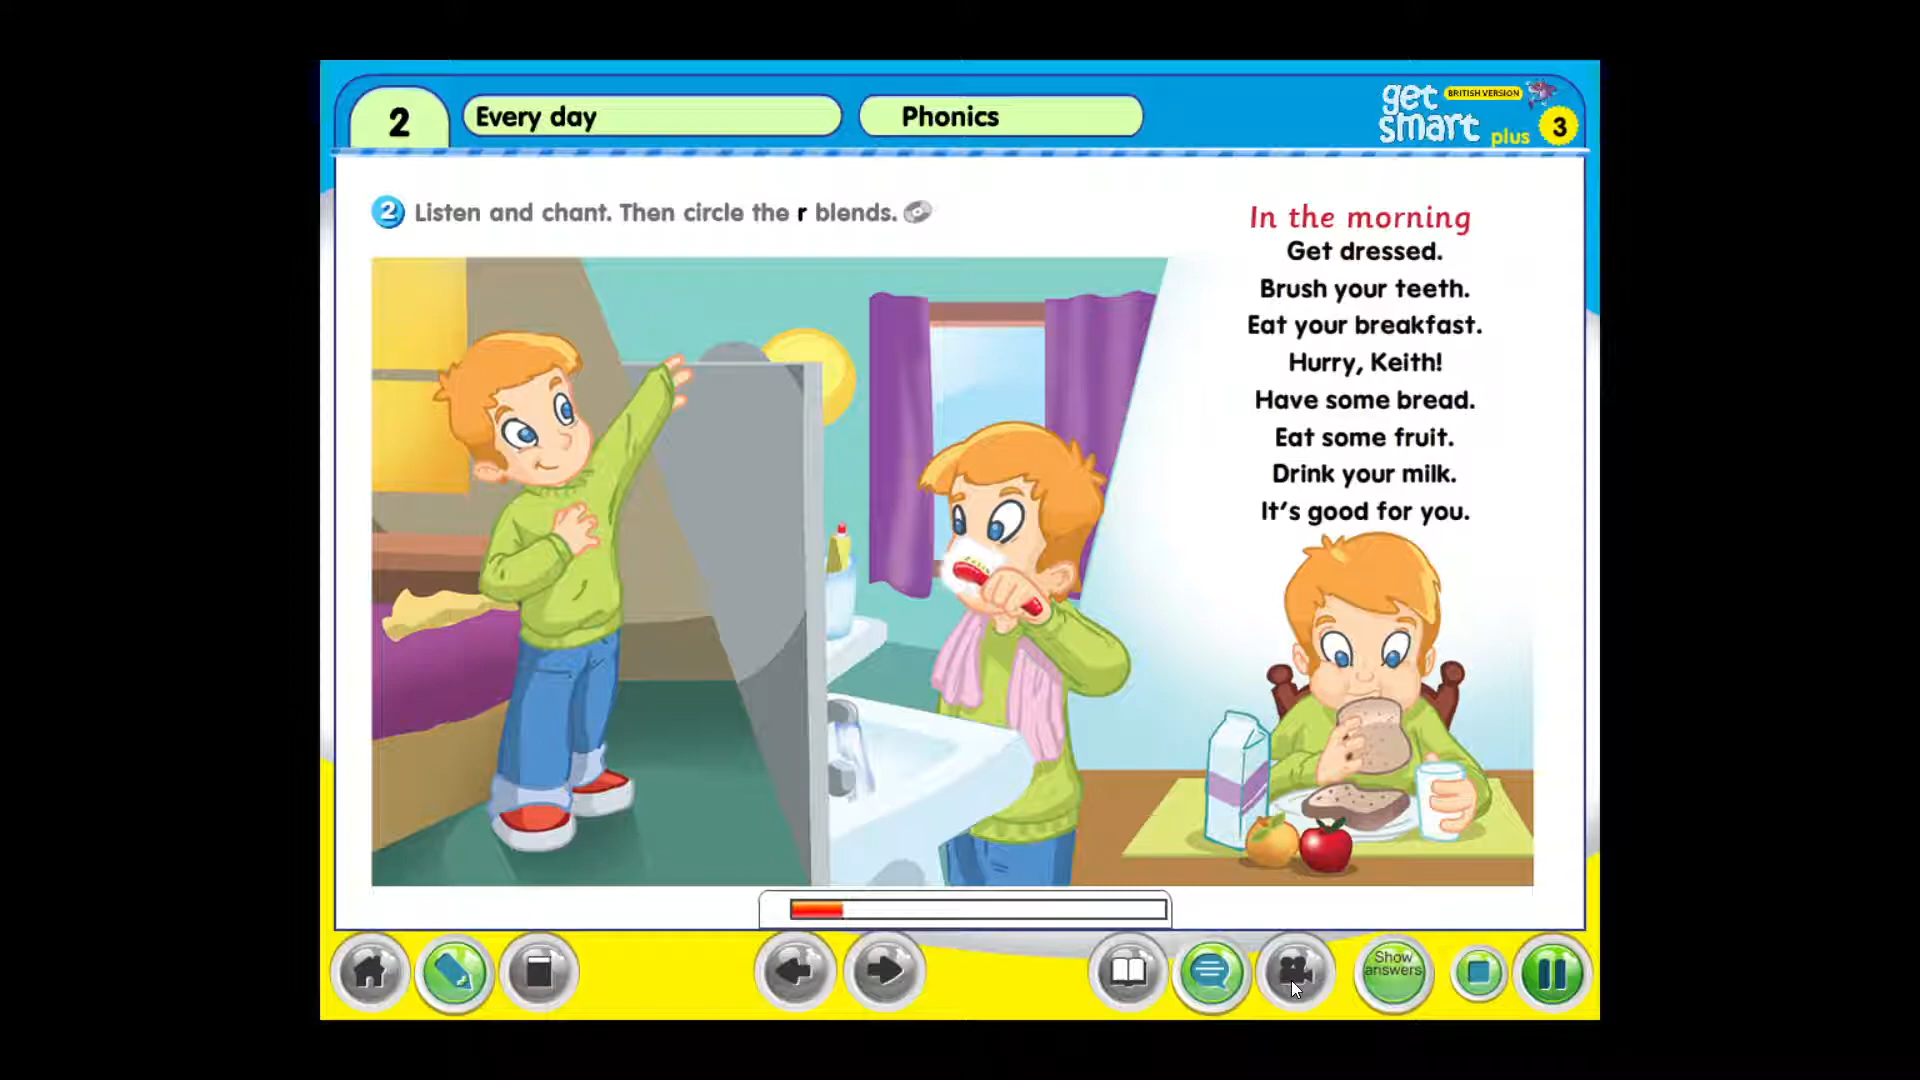 2
Every day
Phonics
get smart plus 3
BRITISH VERSION
2 Listen and chant. Then circle the r blends.
In the morning
Get dressed.
Brush your teeth.
Eat your breakfast.
Hurry, Keith!
Have some bread.
Eat some fruit.
Drink your milk.
It's good for you.
Show
answers